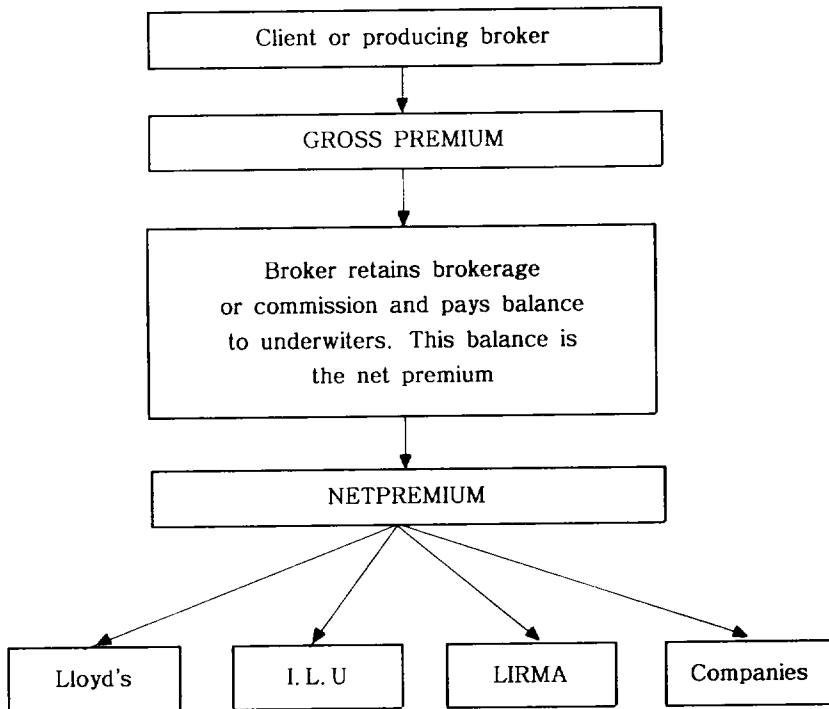 Client or producing broker
GROSS PREMIUM
Broker retains brokerage
or commission and pays balance
to underwiters. This balance is
the net premium
NETPREMIUM
Lloyd's
I. L. U
LIRMA
Companies